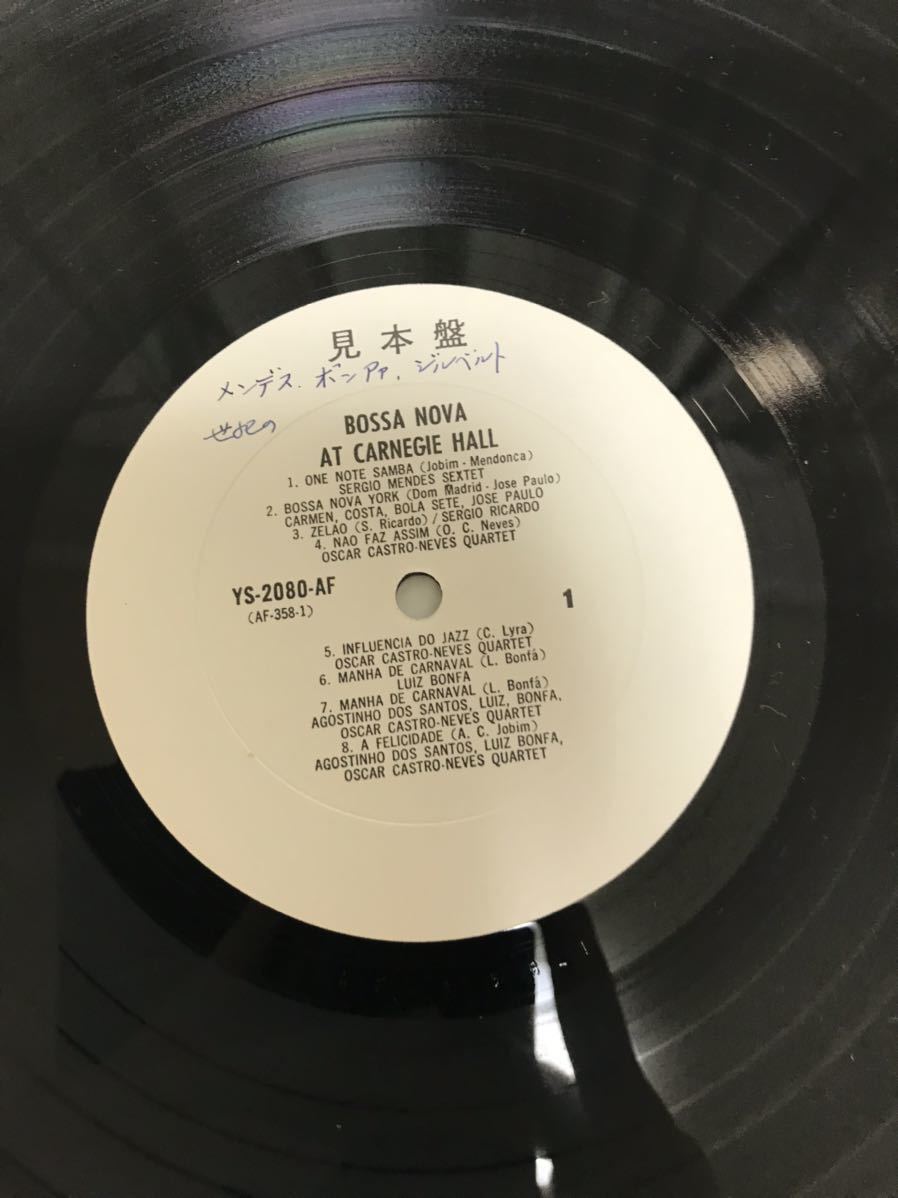 見本盤
メンデス、ボンファ、ジルベルト
世紀の
BOSSA NOVA
AT CARNEGIE HALL
1. ONE NOTE SAMBA (Jobim - Mendonca)
SERGIO MENDES SEXTET
2. BOSSA NOVA YORK (Dom Madrid - Jose Paulo)
CARMEN, COSTA, BOLA SETE, JOSE PAULO
3. ZELAO (S. Ricardo) / SERGIO RICARDO
4. NAO FAZ ASSIM (O. C. Neves)
OSCAR CASTRO-NEVES QUARTET
YS-2080-AF
(AF-358-1)
1
5. INFLUENCIA DO JAZZ (C. Lyra)
OSCAR CASTRO-NEVES QUARTET
6. MANHA DE CARNAVAL (L. Bonfá)
LUIZ BONFA
7. MANHA DE CARNAVAL (L. Bonfá)
AGOSTINHO DOS SANTOS, LUIZ, BONFA,
OSCAR CASTRO-NEVES QUARTET
8. A FELICIDADE (A. C. Jobim)
AGOSTINHO DOS SANTOS, LUIZ BONFA,
OSCAR CASTRO-NEVES QUARTET